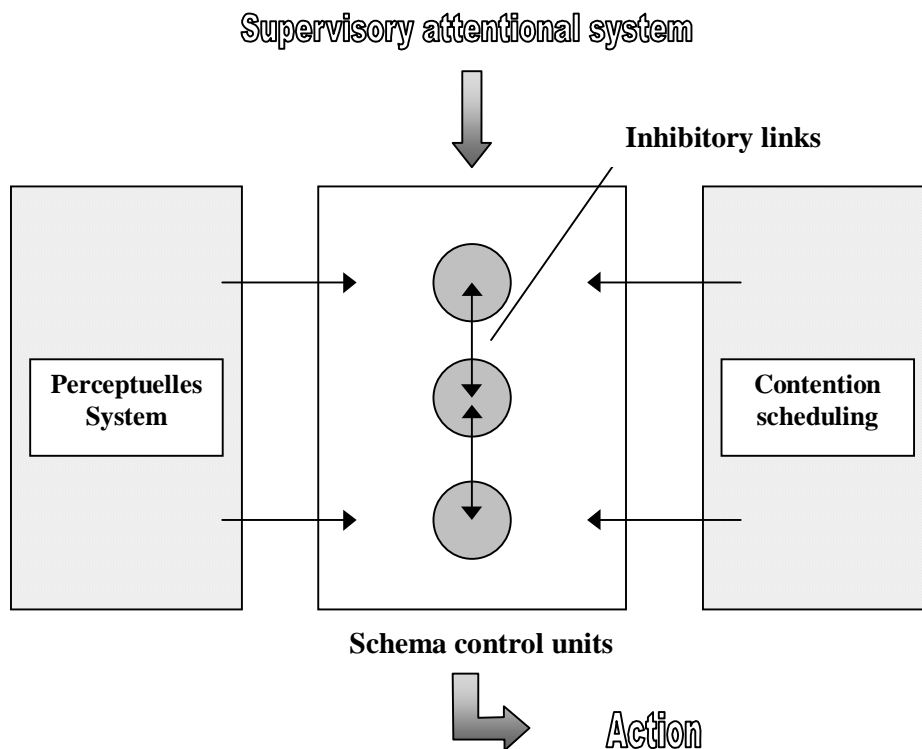 Supervisory attentional system
Inhibitory links
Perceptuelles
System
Contention
scheduling
Schema control units
Action